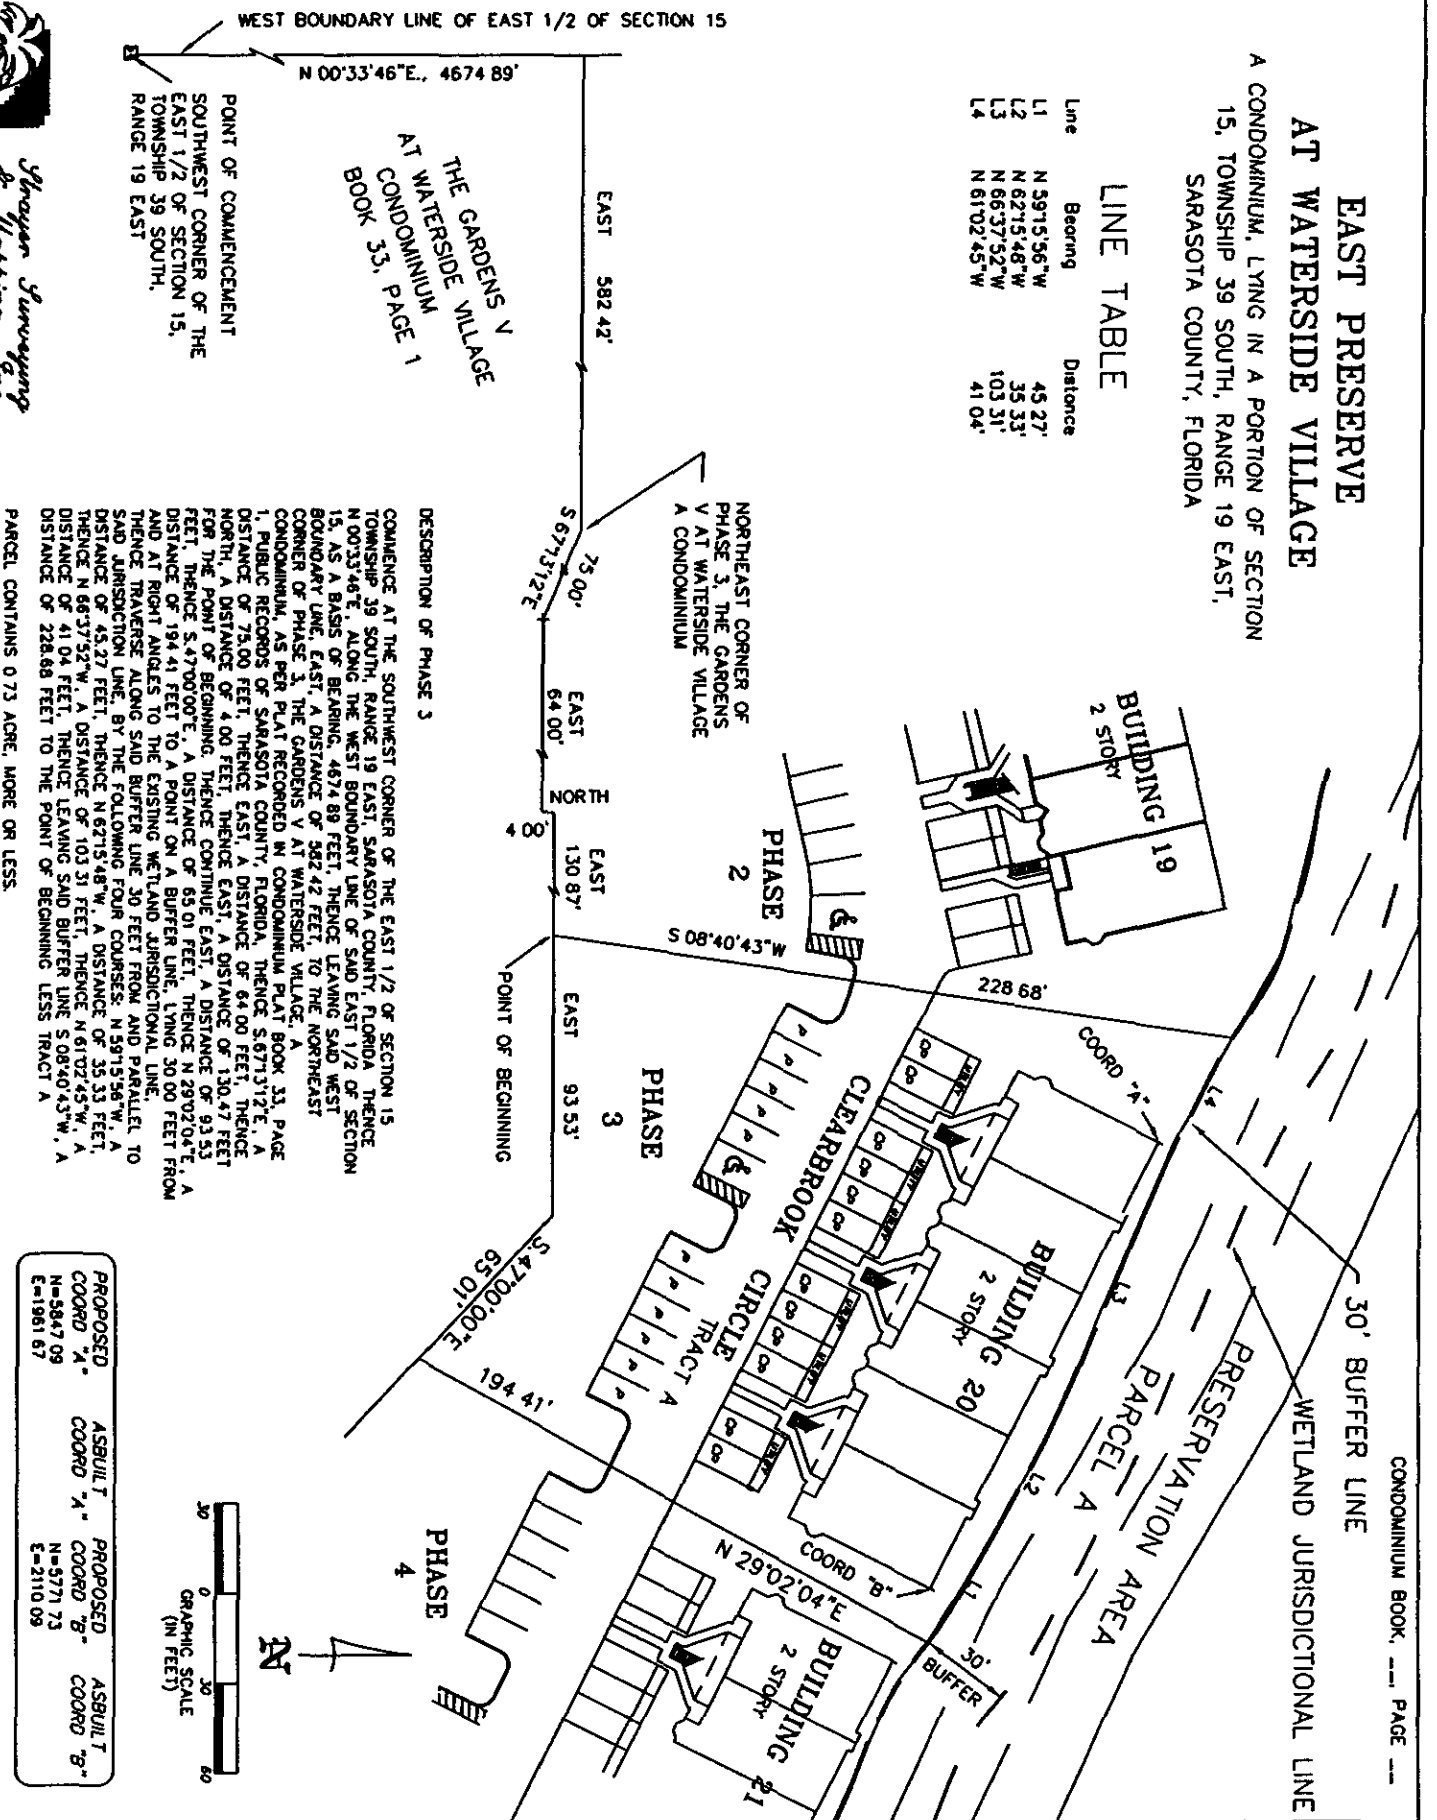 CONDOMINIUM BOOK, __, PAGE __
EAST PRESERVE
AT WATERSIDE VILLAGE
A CONDOMINIUM, LYING IN A PORTION OF SECTION
15, TOWNSHIP 39 SOUTH, RANGE 19 EAST,
SARASOTA COUNTY, FLORIDA
LINE TABLE
Line Bearing Distance
L1 N 59°15'56"W 45 27'
L2 N 62°15'48"W 35 33'
L3 N 66°37'52"W 103 31'
L4 N 61°02'45"W 41 04'
30' BUFFER LINE
WETLAND JURISDICTIONAL LINE
PRESERVATION AREA
PARCEL A
BUILDING 19
2 STORY
L4
L3
L2
L1
COORD "A"
228 68'
S 08°40'43"W
BUILDING 20
2 STORY
COORD "B"
N 29°02'04"E
30'
BUFFER
BUILDING 21
2 STORY
UTILITY
UTILITY
UTILITY
UTILITY
UTILITY
UTILITY
CLEARBROOK CIRCLE
TRACT A
PHASE
2
PHASE
3
PHASE
4
NORTHEAST CORNER OF
PHASE 3, THE GARDENS
V AT WATERSIDE VILLAGE
A CONDOMINIUM
WEST BOUNDARY LINE OF EAST 1/2 OF SECTION 15
N 00°33'46"E., 4674 89'
EAST 582 42'
S 67°13'12"E
75 00'
EAST
64 00'
NORTH
4 00'
EAST
130 87'
EAST 93 53'
POINT OF BEGINNING
S.47°00'00"E
65 01'
194 41'
THE GARDENS V
AT WATERSIDE VILLAGE
CONDOMINIUM
BOOK 33, PAGE 1
POINT OF COMMENCEMENT
SOUTHWEST CORNER OF THE
EAST 1/2 OF SECTION 15,
TOWNSHIP 39 SOUTH,
RANGE 19 EAST
DESCRIPTION OF PHASE 3
COMMENCE AT THE SOUTHWEST CORNER OF THE EAST 1/2 OF SECTION 15
TOWNSHIP 39 SOUTH, RANGE 19 EAST, SARASOTA COUNTY, FLORIDA THENCE
N 00°33'46"E, ALONG THE WEST BOUNDARY LINE OF SAID EAST 1/2 OF SECTION
15, AS A BASIS OF BEARING, 4674 89 FEET, THENCE LEAVING SAID WEST
BOUNDARY LINE, EAST, A DISTANCE OF 582 42 FEET, TO THE NORTHEAST
CORNER OF PHASE 3, THE GARDENS V AT WATERSIDE VILLAGE, A
CONDOMINIUM, AS PER PLAT RECORDED IN CONDOMINIUM PLAT BOOK 33, PAGE
1, PUBLIC RECORDS OF SARASOTA COUNTY, FLORIDA, THENCE S.67°13'12"E, A
DISTANCE OF 75.00 FEET, THENCE EAST, A DISTANCE OF 64 00 FEET, THENCE
NORTH, A DISTANCE OF 4 00 FEET, THENCE EAST, A DISTANCE OF 130.47 FEET
FOR THE POINT OF BEGINNING, THENCE CONTINUE EAST, A DISTANCE OF 93 53
FEET, THENCE S.47°00'00"E, A DISTANCE OF 65 01 FEET, THENCE N 29°02'04"E, A
DISTANCE OF 194 41 FEET TO A POINT ON A BUFFER LINE, LYING 30 00 FEET FROM
AND AT RIGHT ANGLES TO THE EXISTING WETLAND JURISDICTIONAL LINE,
THENCE TRAVERSE ALONG SAID BUFFER LINE 30 FEET FROM AND PARALLEL TO
SAID JURISDICTION LINE, BY THE FOLLOWING FOUR COURSES: N 59°15'56"W, A
DISTANCE OF 45.27 FEET, THENCE N 62°15'48"W, A DISTANCE OF 35 33 FEET,
THENCE N 66°37'52"W, A DISTANCE OF 103 31 FEET, THENCE N 61°02'45"W, A
DISTANCE OF 41 04 FEET, THENCE LEAVING SAID BUFFER LINE S 08°40'43"W, A
DISTANCE OF 228.68 FEET TO THE POINT OF BEGINNING LESS TRACT A
PARCEL CONTAINS 0 73 ACRE, MORE OR LESS.
N
30 0 30 60
GRAPHIC SCALE
(IN FEET)
PROPOSED ASBUILT PROPOSED ASBUILT
COORD "A" COORD "A" COORD "B" COORD "B"
N=5847 09 N=5771 73
E=1961 67 E=2110 09
Strayer Surveying